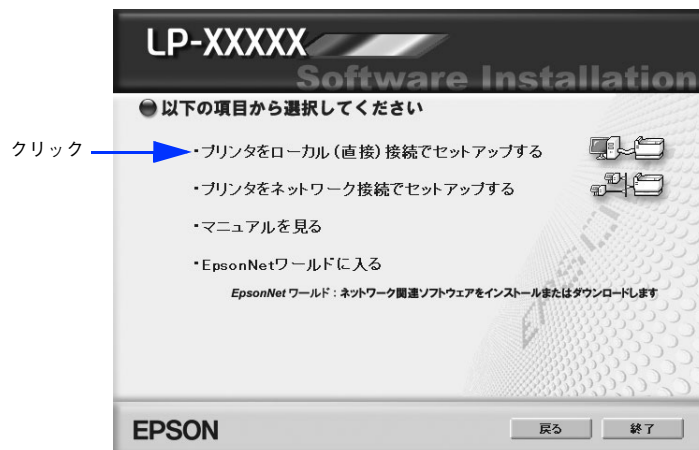 LP-XXXXX
Software Installation
以下の項目から選択してください
クリック
・プリンタをローカル(直接)接続でセットアップする
・プリンタをネットワーク接続でセットアップする
・マニュアルを見る
・EpsonNetワールドに入る
EpsonNet ワールド：ネットワーク関連ソフトウェアをインストールまたはダウンロードします
EPSON
戻る
終了